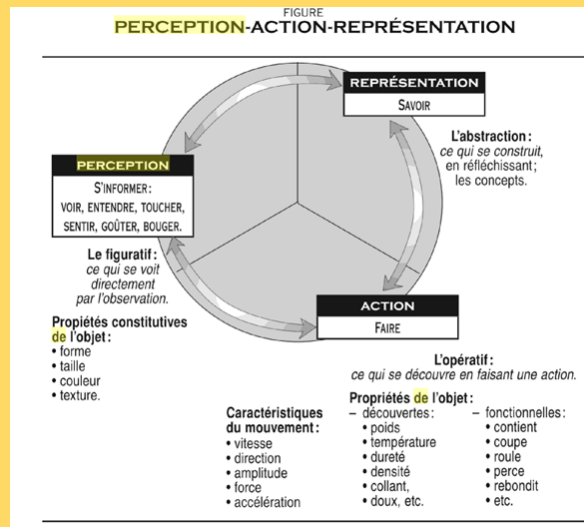 FIGURE
PERCEPTION-ACTION-REPRÉSENTATION
REPRÉSENTATION
SAVOIR
L'abstraction :
ce qui se construit,
en réfléchissant ;
les concepts.
PERCEPTION
S'INFORMER :
VOIR, ENTENDRE, TOUCHER,
SENTIR, GOÛTER, BOUGER.
Le figuratif :
ce qui se voit
directement
par l'observation.
Propiétés constitutives
de l'objet :
• forme
• taille
• couleur
• texture.
ACTION
FAIRE
L'opératif :
ce qui se découvre en faisant une action.
Caractéristiques
du mouvement :
• vitesse
• direction
• amplitude
• force
• accélération
Propriétés de l'objet :
– découvertes :
• poids
• température
• dureté
• densité
• collant,
• doux, etc.
– fonctionnelles :
• contient
• coupe
• roule
• perce
• rebondit
• etc.